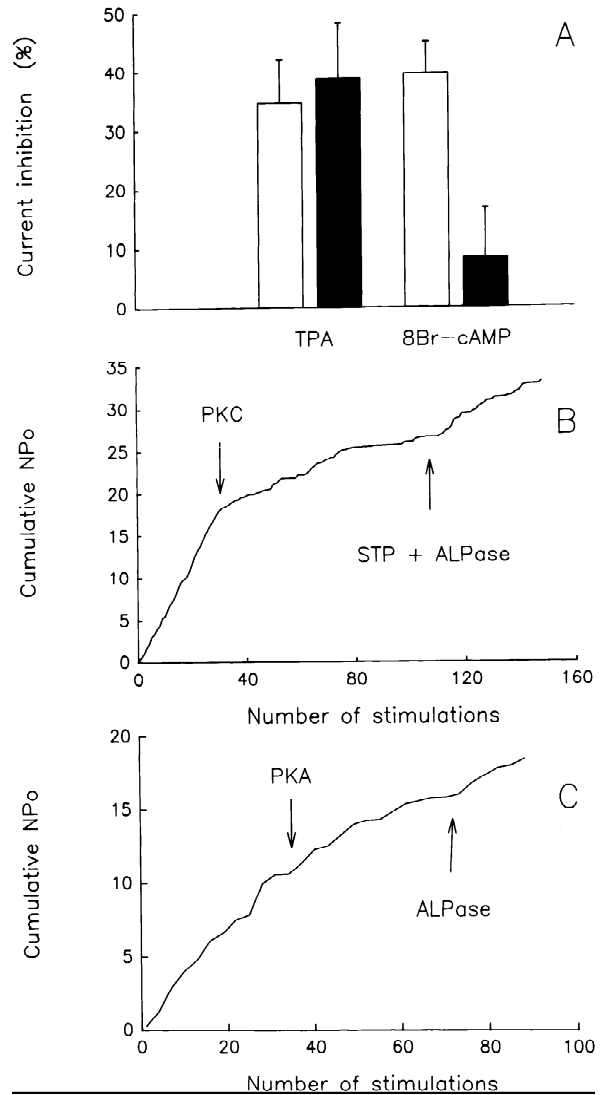 A
Current inhibition (%)
50
40
30
20
10
0
TPA
8Br-cAMP
B
Cumulative NPo
35
30
25
20
15
10
5
0
PKC
STP + ALPase
0 40 80 120 160
Number of stimulations
C
Cumulative NPo
20
15
10
5
0
PKA
ALPase
0 20 40 60 80 100
Number of stimulations